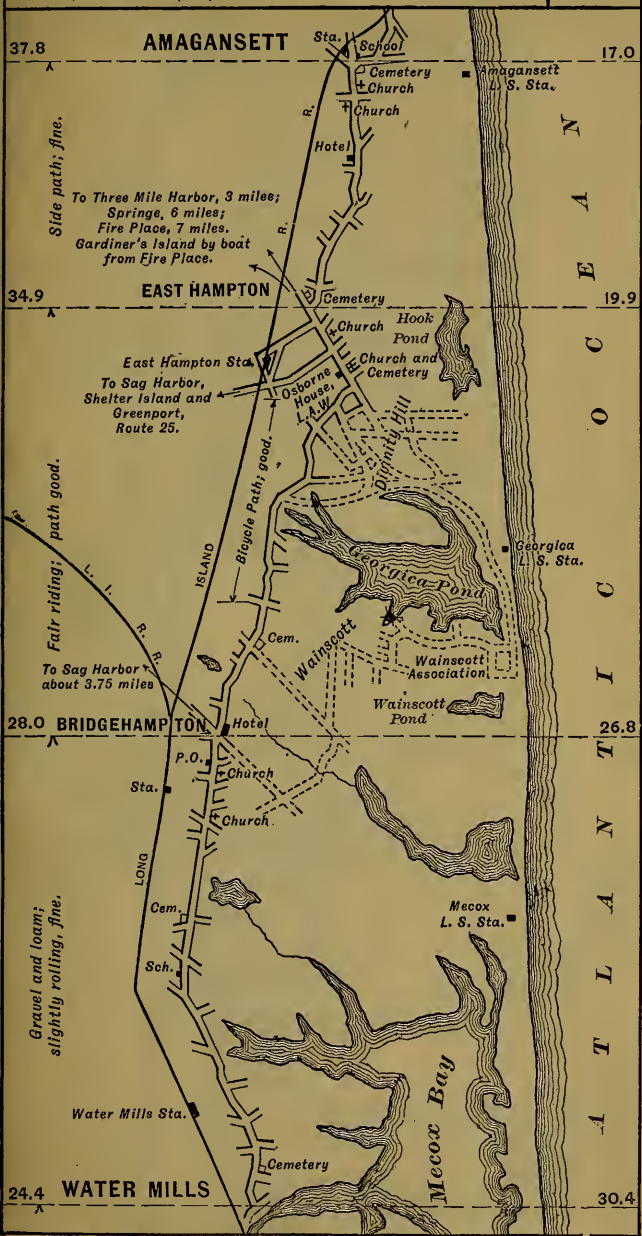 37.8 AMAGANSETT 17.0
Sta.
School
Cemetery
Church
Church
Amagansett
L. S. Sta.
Hotel
Side path; fine.
R.
R.
To Three Mile Harbor, 3 miles;
Springe, 6 miles;
Fire Place, 7 miles.
Gardiner's Island by boat
from Fire Place.
34.9 EAST HAMPTON 19.9
Cemetery
Church
Hook
Pond
East Hampton Sta.
Church and
Cemetery
Osborne
House,
L.A.W.
To Sag Harbor,
Shelter Island and
Greenport,
Route 25.
Divinity Hill
Bicycle Path; good.
Fair riding; path good.
Georgica Pond
Georgica
L. S. Sta.
ISLAND
L. I. R. R.
Cem.
Wainscott
Wainscott
Association
To Sag Harbor
about 3.75 miles
Wainscott
Pond
28.0 BRIDGEHAMPTON 26.8
Hotel
P.O.
Church
Sta.
Church
LONG
Gravel and loam;
slightly rolling, fine.
Cem.
Mecox
L. S. Sta.
Sch.
Mecox Bay
Water Mills Sta.
Cemetery
24.4 WATER MILLS 30.4
ATLANTIC OCEAN